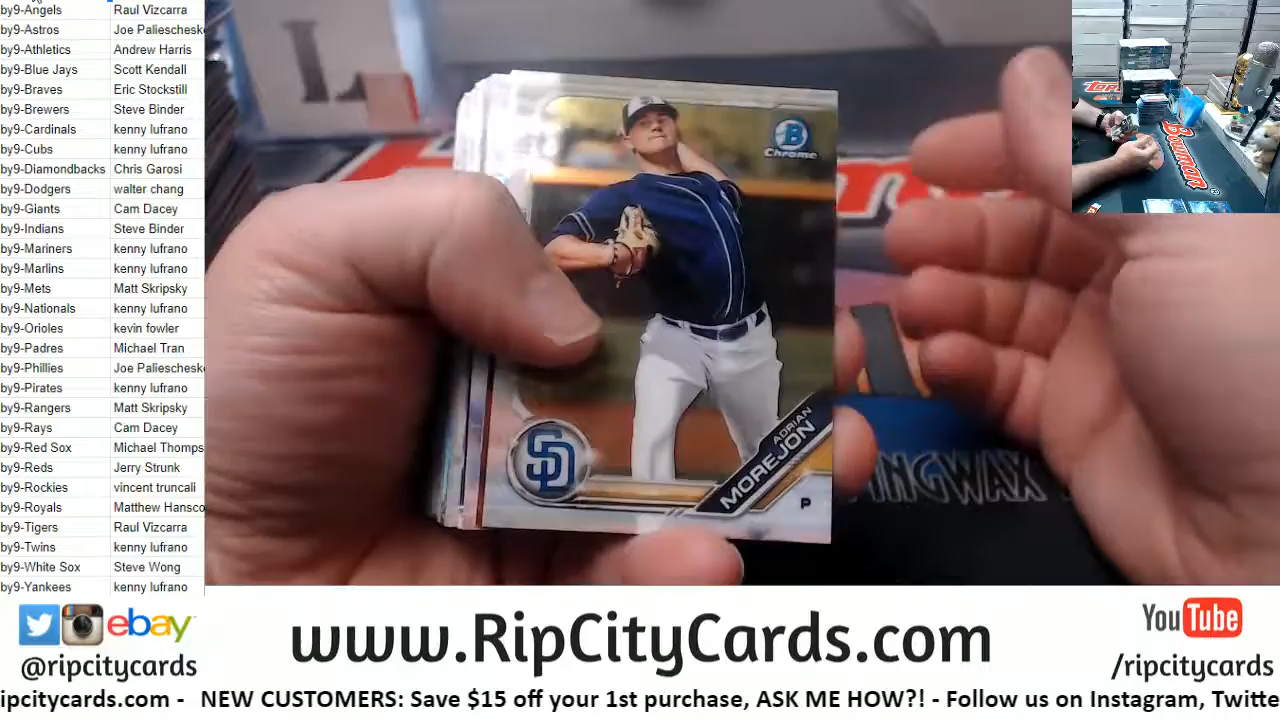 by9-Angels Raul Vizcarra
by9-Astros Joe Paliescheske
by9-Athletics Andrew Harris
by9-Blue Jays Scott Kendall
by9-Braves Eric Stockstill
by9-Brewers Steve Binder
by9-Cardinals kenny lufrano
by9-Cubs kenny lufrano
by9-Diamondbacks Chris Garosi
by9-Dodgers walter chang
by9-Giants Cam Dacey
by9-Indians Steve Binder
by9-Mariners kenny lufrano
by9-Marlins kenny lufrano
by9-Mets Matt Skripsky
by9-Nationals kenny lufrano
by9-Orioles kevin fowler
by9-Padres Michael Tran
by9-Phillies Joe Paliescheske
by9-Pirates kenny lufrano
by9-Rangers Matt Skripsky
by9-Rays Cam Dacey
by9-Red Sox Michael Thomps
by9-Reds Jerry Strunk
by9-Rockies vincent truncali
by9-Royals Matthew Hansco
by9-Tigers Raul Vizcarra
by9-Twins kenny lufrano
by9-White Sox Steve Wong
by9-Yankees kenny lufrano
B
Chrome
SD
ADRIAN
MOREJON
P
INGWAX
Topps
Bowman
ebay
@ripcitycards
www.RipCityCards.com
YouTube
/ripcitycards
ipcitycards.com - NEW CUSTOMERS: Save $15 off your 1st purchase, ASK ME HOW?! - Follow us on Instagram, Twitte